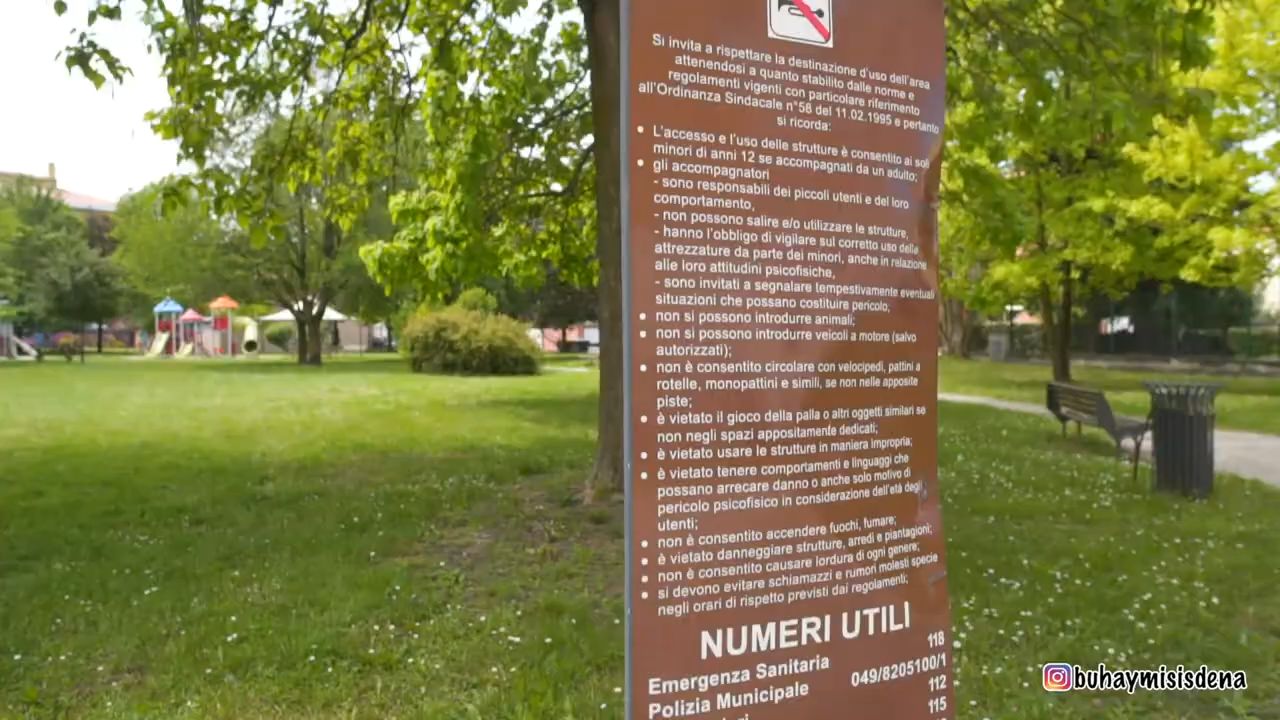 Si invita a rispettare la destinazione d'uso dell'area
attenendosi a quanto stabilito dalle norme e
regolamenti vigenti con particolare riferimento
all'Ordinanza Sindacale n°58 del 11.02.1995 e pertanto
si ricorda:
• L'accesso e l'uso delle strutture è consentito ai soli
minori di anni 12 se accompagnati da un adulto;
• gli accompagnatori
- sono responsabili dei piccoli utenti e del loro
comportamento,
- non possono salire e/o utilizzare le strutture,
- hanno l'obbligo di vigilare sul corretto uso delle
attrezzature da parte dei minori, anche in relazione
alle loro attitudini psicofisiche,
- sono invitati a segnalare tempestivamente eventuali
situazioni che possano costituire pericolo,
• non si possono introdurre animali;
• non si possono introdurre veicoli a motore (salvo
autorizzati);
• non è consentito circolare con velocipedi, pattini a
rotelle, monopattini e simili, se non nelle apposite
piste;
• è vietato il gioco della palla o altri oggetti similari se
non negli spazi appositamente dedicati;
• è vietato usare le strutture in maniera impropria;
• è vietato tenere comportamenti e linguaggi che
possano arrecare danno o anche solo motivo di
pericolo psicofisico in considerazione dell'età degli
utenti;
• non è consentito accendere fuochi, fumare;
• è vietato danneggiare strutture, arredi e piantagioni;
• non è consentito causare lordura di ogni genere;
• si devono evitare schiamazzi e rumori molesti specie
negli orari di rispetto previsti dai regolamenti;
NUMERI UTILI
Emergenza Sanitaria 118
Polizia Municipale 049/8205100/1
112
115
buhaymisisdena